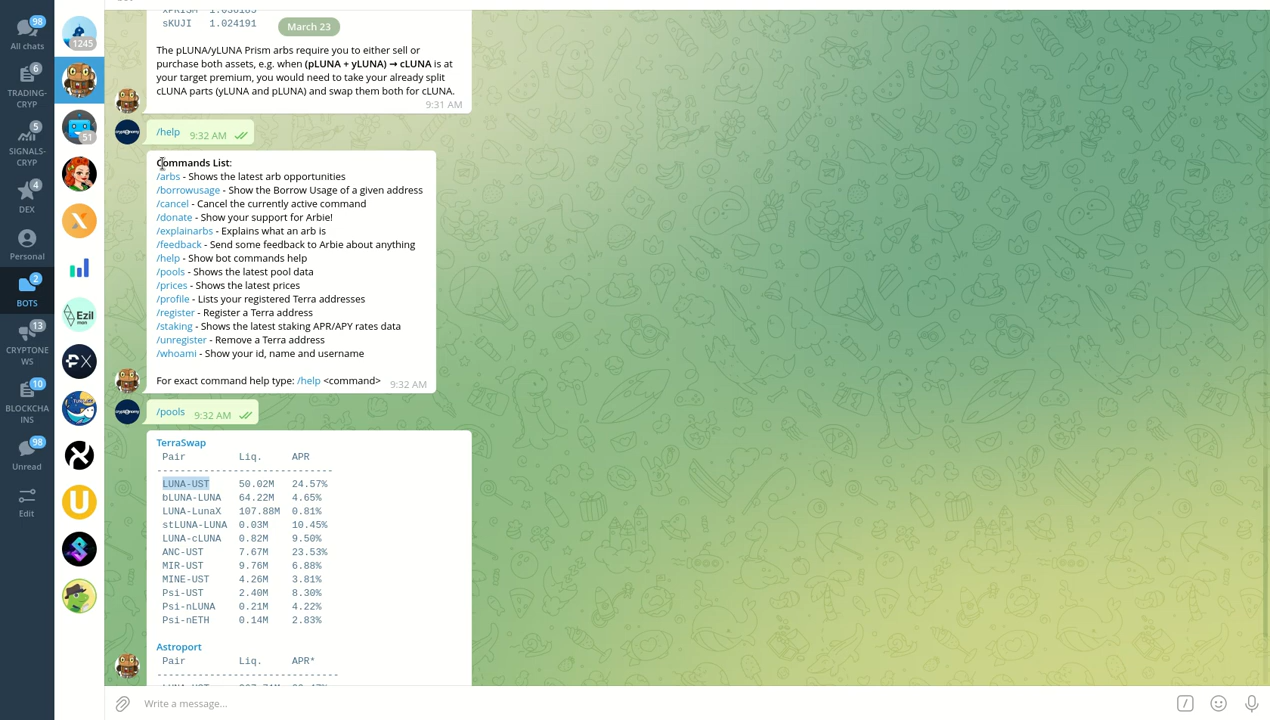 98
All chats
6
TRADING-
CRYP
5
SIGNALS-
CRYP
4
DEX
Personal
2
BOTS
13
CRYPTONE
WS
10
BLOCKCHA
INS
98
Unread
Edit
1245
51
Ezil
U
sKUJI 1.024191
March 23
The pLUNA/yLUNA Prism arbs require you to either sell or
purchase both assets, e.g. when (pLUNA + yLUNA) → cLUNA is at
your target premium, you would need to take your already split
cLUNA parts (yLUNA and pLUNA) and swap them both for cLUNA.
9:31 AM
/help 9:32 AM
Commands List:
/arbs - Shows the latest arb opportunities
/borrowusage - Show the Borrow Usage of a given address
/cancel - Cancel the currently active command
/donate - Show your support for Arbie!
/explainarbs - Explains what an arb is
/feedback - Send some feedback to Arbie about anything
/help - Show bot commands help
/pools - Shows the latest pool data
/prices - Shows the latest prices
/profile - Lists your registered Terra addresses
/register - Register a Terra address
/staking - Shows the latest staking APR/APY rates data
/unregister - Remove a Terra address
/whoami - Show your id, name and username
For exact command help type: /help <command> 9:32 AM
/pools 9:32 AM
TerraSwap
Pair Liq. APR
------------------------------
LUNA-UST 50.02M 24.57%
bLUNA-LUNA 64.22M 4.65%
LUNA-LunaX 107.88M 0.81%
stLUNA-LUNA 0.03M 10.45%
LUNA-cLUNA 0.82M 9.50%
ANC-UST 7.67M 23.53%
MIR-UST 9.76M 6.88%
MINE-UST 4.26M 3.81%
Psi-UST 2.40M 8.30%
Psi-nLUNA 0.21M 4.22%
Psi-nETH 0.14M 2.83%
Astroport
Pair Liq. APR*
-------------------------------
Write a message...